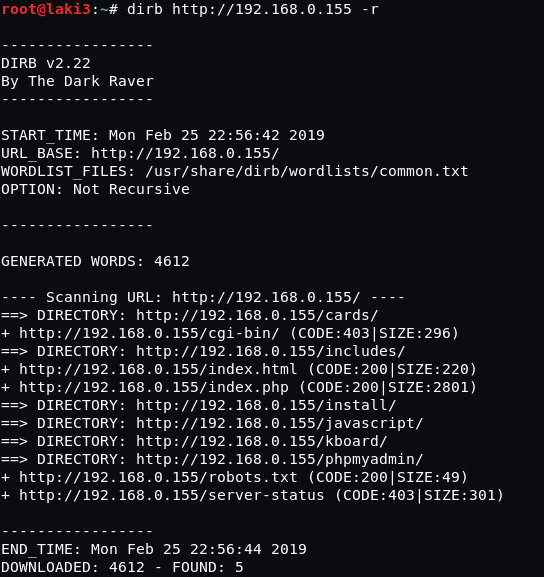 root@laki3:~# dirb http://192.168.0.155 -r
-----------------
DIRB v2.22
By The Dark Raver
-----------------
START_TIME: Mon Feb 25 22:56:42 2019
URL_BASE: http://192.168.0.155/
WORDLIST_FILES: /usr/share/dirb/wordlists/common.txt
OPTION: Not Recursive
-----------------
GENERATED WORDS: 4612
---- Scanning URL: http://192.168.0.155/ ----
==> DIRECTORY: http://192.168.0.155/cards/
+ http://192.168.0.155/cgi-bin/ (CODE:403|SIZE:296)
==> DIRECTORY: http://192.168.0.155/includes/
+ http://192.168.0.155/index.html (CODE:200|SIZE:220)
+ http://192.168.0.155/index.php (CODE:200|SIZE:2801)
==> DIRECTORY: http://192.168.0.155/install/
==> DIRECTORY: http://192.168.0.155/javascript/
==> DIRECTORY: http://192.168.0.155/kboard/
==> DIRECTORY: http://192.168.0.155/phpmyadmin/
+ http://192.168.0.155/robots.txt (CODE:200|SIZE:49)
+ http://192.168.0.155/server-status (CODE:403|SIZE:301)
-----------------
END_TIME: Mon Feb 25 22:56:44 2019
DOWNLOADED: 4612 - FOUND: 5